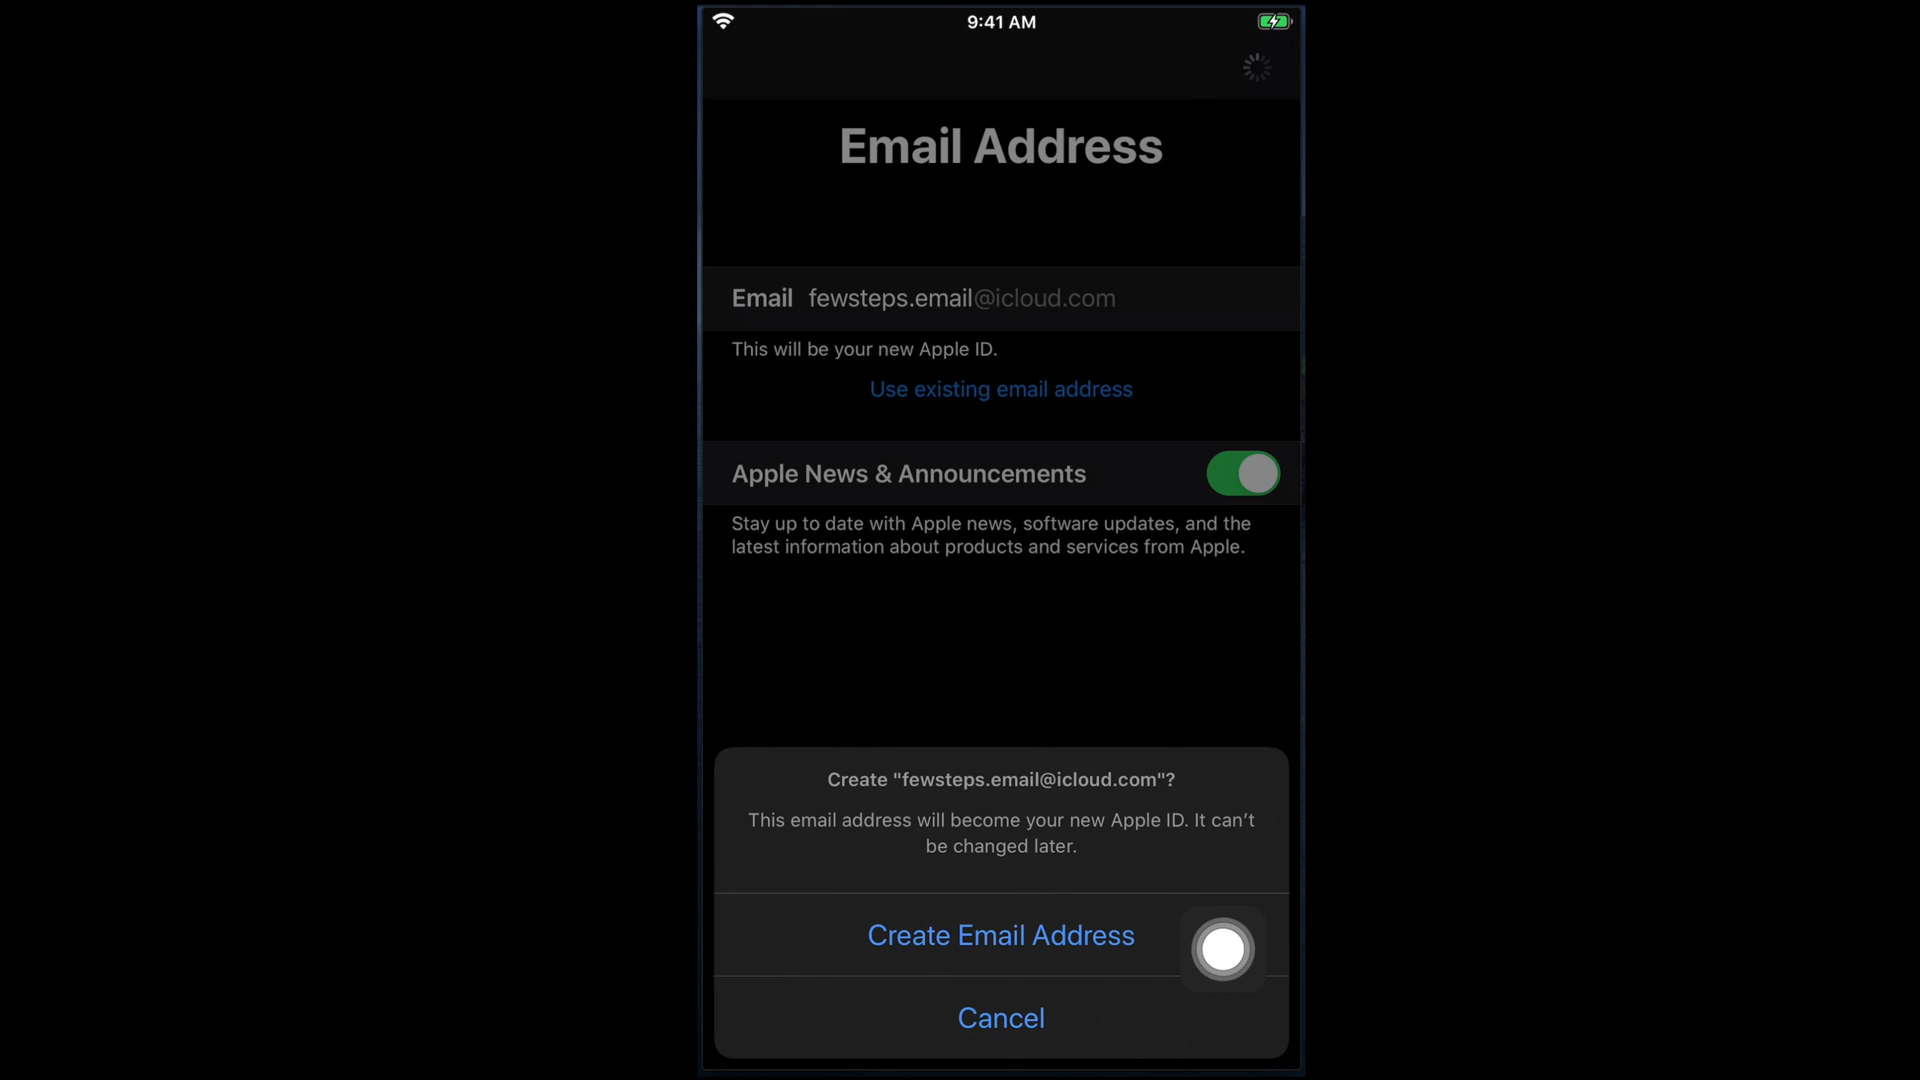 9:41 AM
Email Address
Email fewsteps.email@icloud.com
This will be your new Apple ID.
Use existing email address
Apple News & Announcements
Stay up to date with Apple news, software updates, and the
latest information about products and services from Apple.
Create "fewsteps.email@icloud.com"?
This email address will become your new Apple ID. It can’t
be changed later.
Create Email Address
Cancel